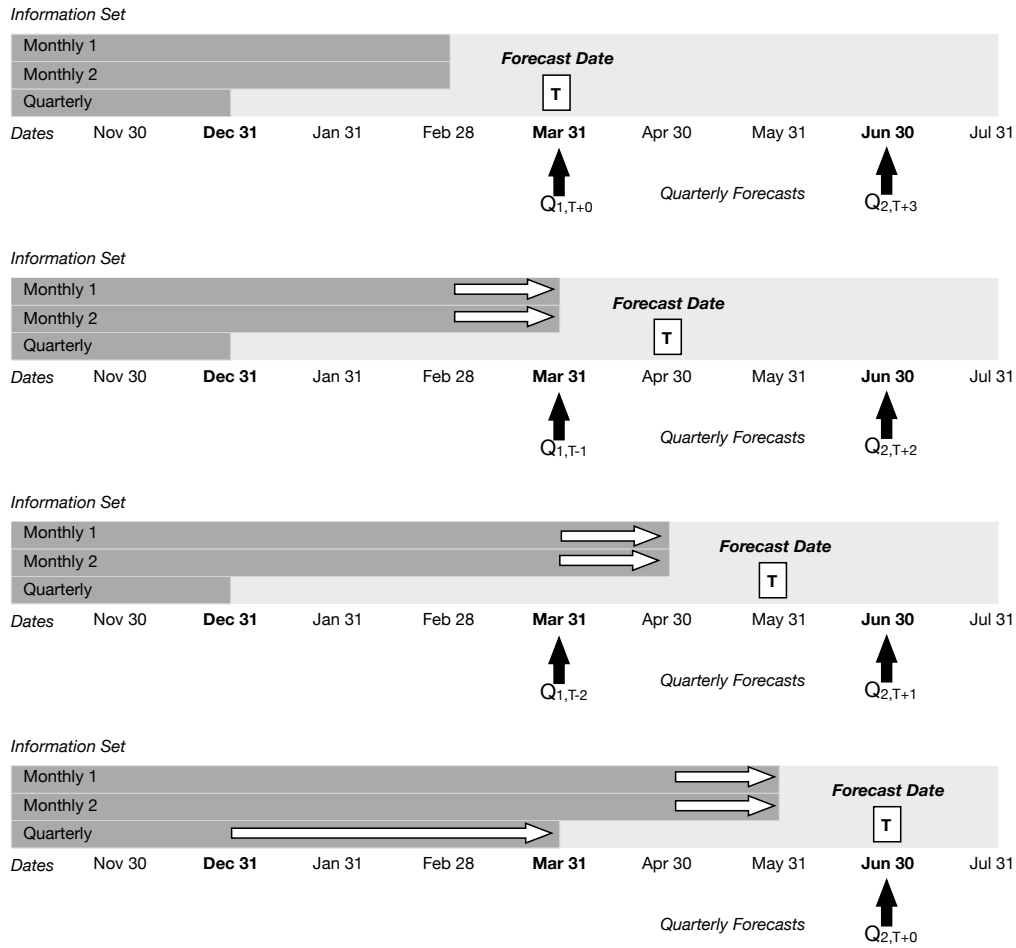 Information Set
Monthly 1
Forecast Date
Monthly 2
T
Quarterly
Dates Nov 30 Dec 31 Jan 31 Feb 28 Mar 31 Apr 30 May 31 Jun 30 Jul 31
Quarterly Forecasts
Q1,T+0 Q2,T+3
Information Set
Monthly 1
Forecast Date
Monthly 2
T
Quarterly
Dates Nov 30 Dec 31 Jan 31 Feb 28 Mar 31 Apr 30 May 31 Jun 30 Jul 31
Quarterly Forecasts
Q1,T-1 Q2,T+2
Information Set
Monthly 1
Forecast Date
Monthly 2
T
Quarterly
Dates Nov 30 Dec 31 Jan 31 Feb 28 Mar 31 Apr 30 May 31 Jun 30 Jul 31
Quarterly Forecasts
Q1,T-2 Q2,T+1
Information Set
Monthly 1
Forecast Date
Monthly 2
T
Quarterly
Dates Nov 30 Dec 31 Jan 31 Feb 28 Mar 31 Apr 30 May 31 Jun 30 Jul 31
Quarterly Forecasts
Q2,T+0